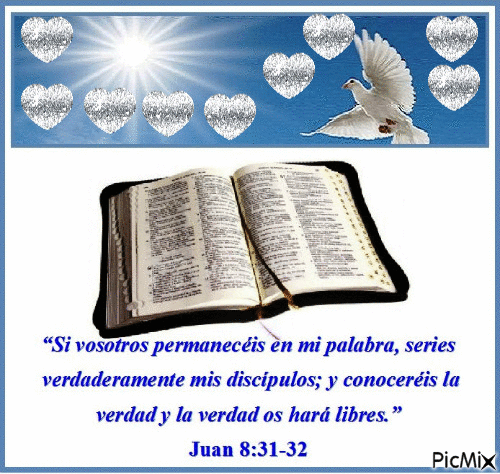 “Si vosotros permanecéis en mi palabra, series
verdaderamente mis discípulos; y conoceréis la
verdad y la verdad os hará libres.”
Juan 8:31-32
PicMix